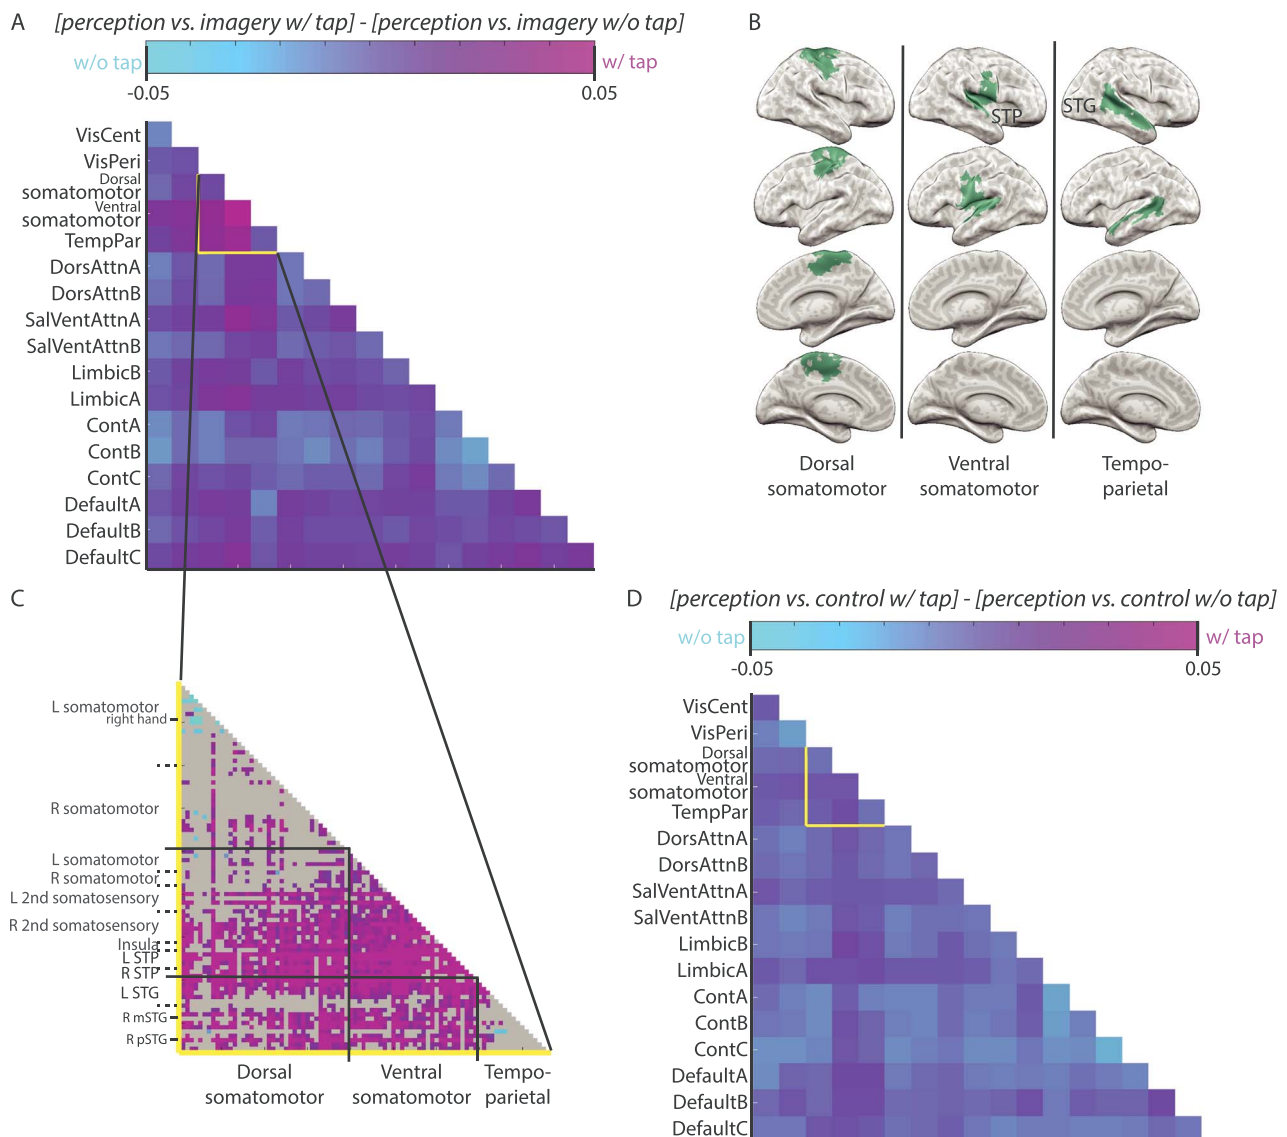 A [perception vs. imagery w/ tap] - [perception vs. imagery w/o tap]
w/o tap w/ tap
-0.05 0.05
VisCent
VisPeri
Dorsal
somatomotor
Ventral
somatomotor
TempPar
DorsAttnA
DorsAttnB
SalVentAttnA
SalVentAttnB
LimbicB
LimbicA
ContA
ContB
ContC
DefaultA
DefaultB
DefaultC
B
STP
STG
Dorsal
somatomotor
Ventral
somatomotor
Tempo-
parietal
C
L somatomotor
right hand
R somatomotor
L somatomotor
R somatomotor
L 2nd somatosensory
R 2nd somatosensory
Insula
L STP
R STP
L STG
R mSTG
R pSTG
Dorsal
somatomotor
Ventral
somatomotor
Tempo-
parietal
D [perception vs. control w/ tap] - [perception vs. control w/o tap]
w/o tap w/ tap
-0.05 0.05
VisCent
VisPeri
Dorsal
somatomotor
Ventral
somatomotor
TempPar
DorsAttnA
DorsAttnB
SalVentAttnA
SalVentAttnB
LimbicB
LimbicA
ContA
ContB
ContC
DefaultA
DefaultB
DefaultC